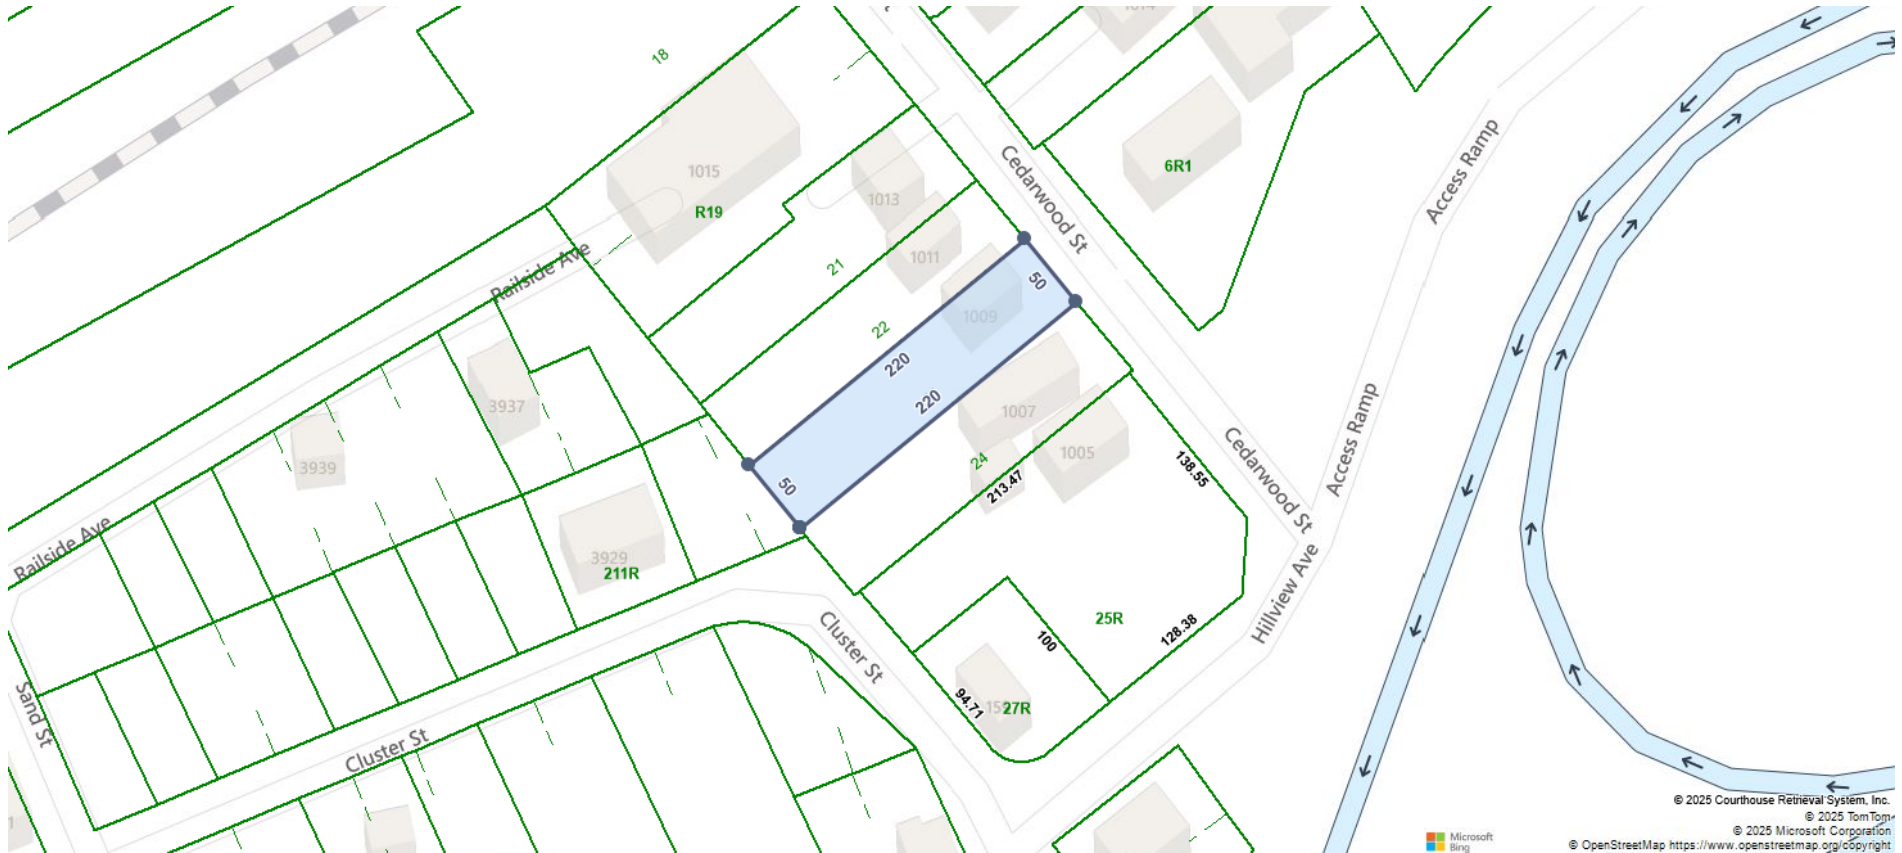 18
1015
R19
1013
1011
21
22
1009
Cedarwood St
50
6R1
Access Ramp
Railside Ave
220
220
3937
3939
1007
24
213.47
1005
138.55
Cedarwood St
Access Ramp
50
Railside Ave
3929
211R
25R
128.38
Hillview Ave
100
Cluster St
94.71
27R
Sand St
Cluster St
© 2025 Courthouse Retrieval System, Inc.
© 2025 TomTom
© 2025 Microsoft Corporation
© OpenStreetMap https://www.openstreetmap.org/copyright
Microsoft
Bing